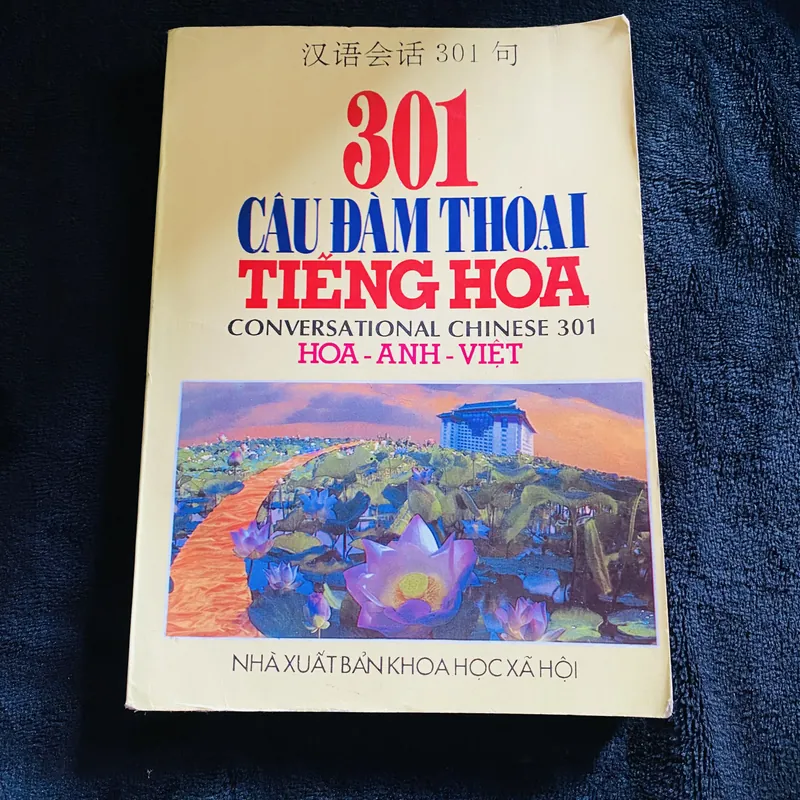 汉语会话 301 句
301
CÂU ĐÀM THOẠI
TIẾNG HOA
CONVERSATIONAL CHINESE 301
HOA - ANH - VIỆT
NHÀ XUẤT BẢN KHOA HỌC XÃ HỘI